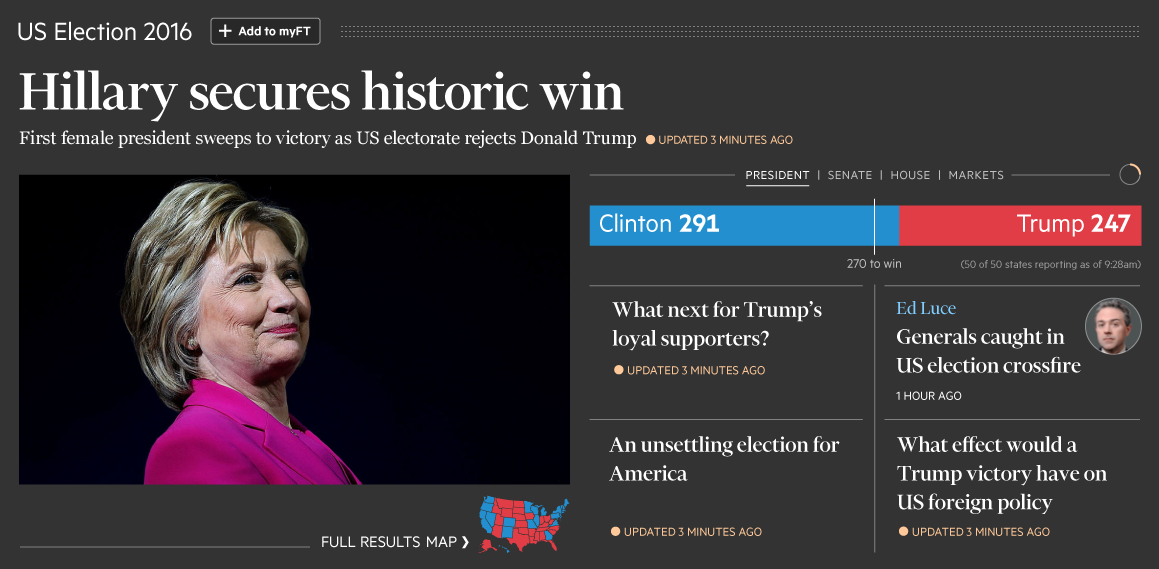 US Election 2016
+ Add to myFT
Hillary secures historic win
First female president sweeps to victory as US electorate rejects Donald Trump
UPDATED 3 MINUTES AGO
PRESIDENT | SENATE | HOUSE | MARKETS
Clinton 291
Trump 247
270 to win
(50 of 50 states reporting as of 9:28am)
What next for Trump's
loyal supporters?
UPDATED 3 MINUTES AGO
Ed Luce
Generals caught in
US election crossfire
1 HOUR AGO
An unsettling election for
America
UPDATED 3 MINUTES AGO
What effect would a
Trump victory have on
US foreign policy
UPDATED 3 MINUTES AGO
FULL RESULTS MAP ❯